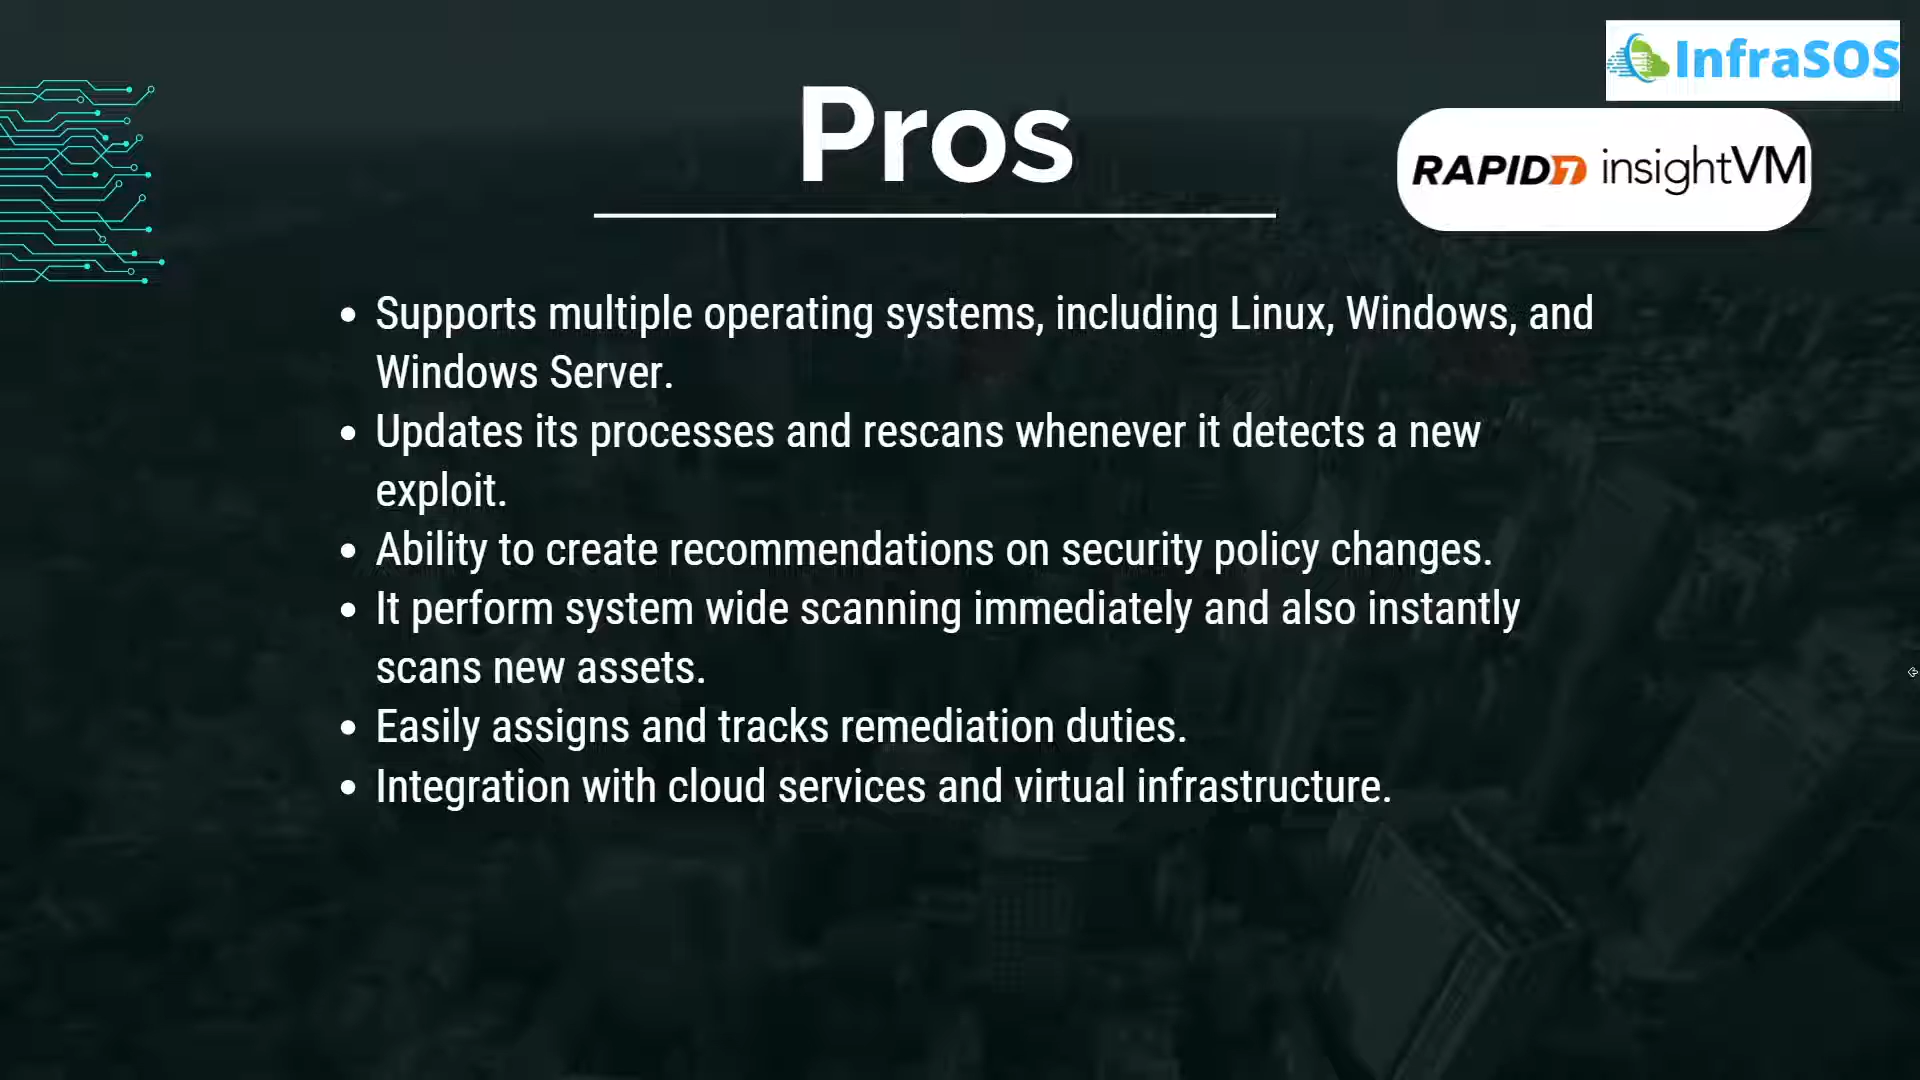 InfraSOS
Pros
RAPID7 insightVM
• Supports multiple operating systems, including Linux, Windows, and
Windows Server.
• Updates its processes and rescans whenever it detects a new
exploit.
• Ability to create recommendations on security policy changes.
• It perform system wide scanning immediately and also instantly
scans new assets.
• Easily assigns and tracks remediation duties.
• Integration with cloud services and virtual infrastructure.